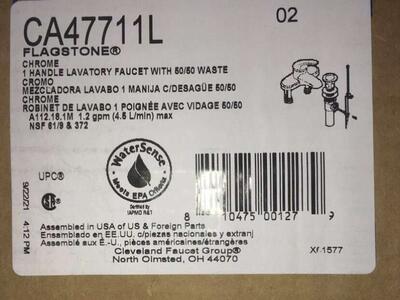 CA47711L
02
FLAGSTONE®
CHROME
1 HANDLE LAVATORY FAUCET WITH 50/50 WASTE
CROMO
MEZCLADORA LAVABO 1 MANIJA C/DESAGÜE 50/50
CHROME
ROBINET DE LAVABO 1 POIGNÉE AVEC VIDAGE 50/50
A112.18.1M 1.2 gpm (4.5 L/min) max
NSF 61/9 & 372
WaterSense
Meets EPA Criteria
Certified by
IAPMO R&T
UPC®
9/22/21 4:12 PM
10475 00127 9
Assembled in USA of US & Foreign Parts
Ensamblado en EE.UU. c/piezas nacionales y extranj
Assemblé aux É.-U., pièces américaines/étrangères
Cleveland Faucet Group®
North Olmsted, OH 44070